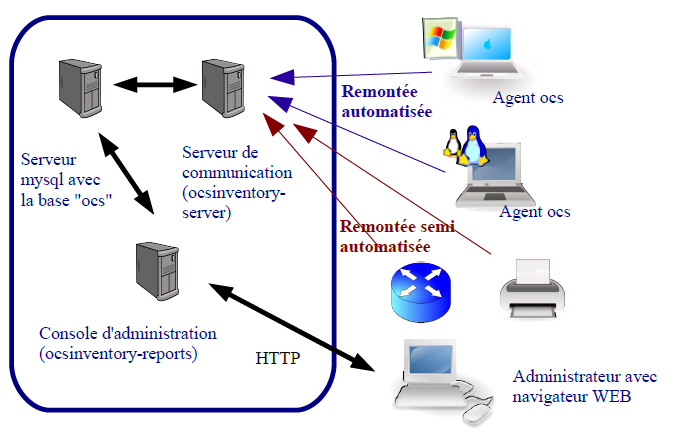 Remontée
automatisée
Agent ocs
Serveur
mysql avec
la base "ocs"
Serveur de
communication
(ocsinventory-
server)
Agent ocs
Remontée semi
automatisée
Console d'administration
(ocsinventory-reports)
HTTP
Administrateur avec
navigateur WEB